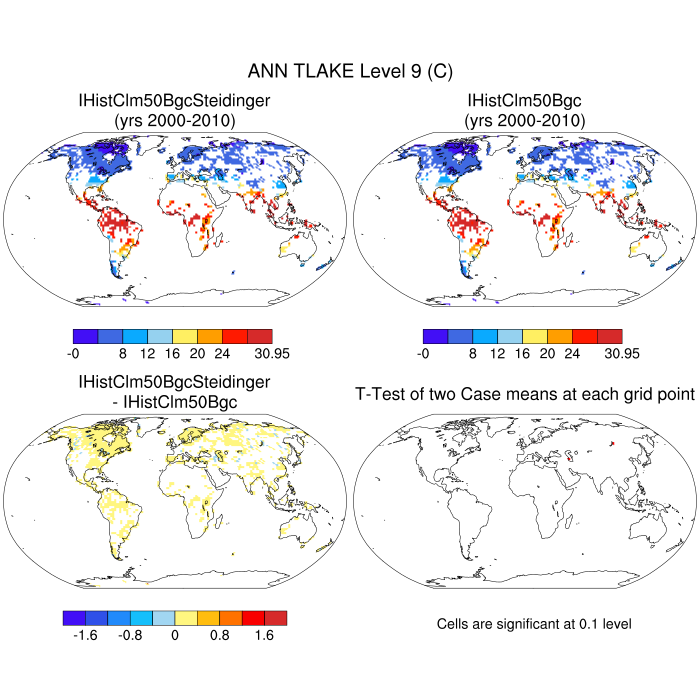 ANN TLAKE Level 9 (C)
IHistClm50BgcSteidinger
(yrs 2000-2010)
IHistClm50Bgc
(yrs 2000-2010)
-0 8 12 16 20 24 30.95
-0 8 12 16 20 24 30.95
IHistClm50BgcSteidinger
- IHistClm50Bgc
T-Test of two Case means at each grid point
-1.6 -0.8 0 0.8 1.6
Cells are significant at 0.1 level